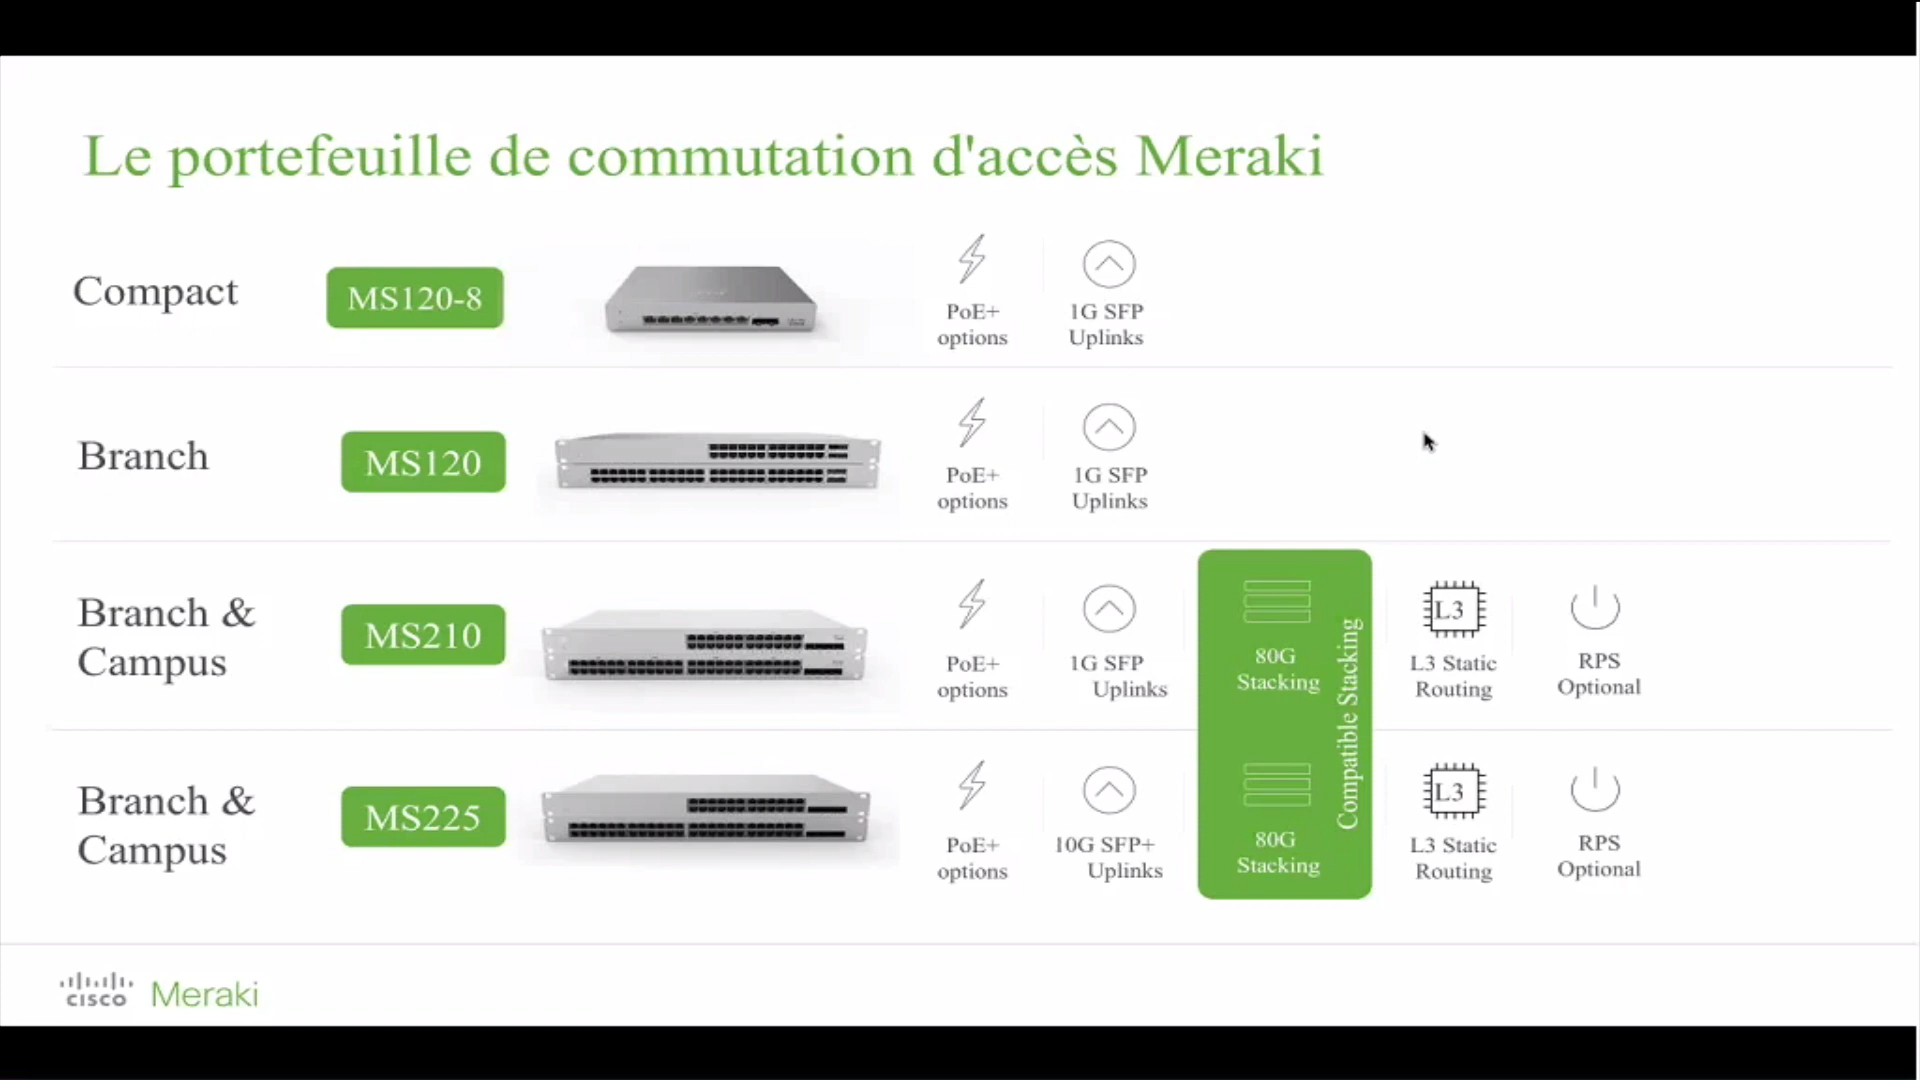 Le portefeuille de commutation d'accès Meraki
Compact
MS120-8
PoE+
options
1G SFP
Uplinks
Branch
MS120
PoE+
options
1G SFP
Uplinks
Branch &
Campus
MS210
PoE+
options
1G SFP
Uplinks
80G
Stacking
L3
L3 Static
Routing
RPS
Optional
Compatible Stacking
Branch &
Campus
MS225
PoE+
options
10G SFP+
Uplinks
80G
Stacking
L3
L3 Static
Routing
RPS
Optional
CISCO Meraki